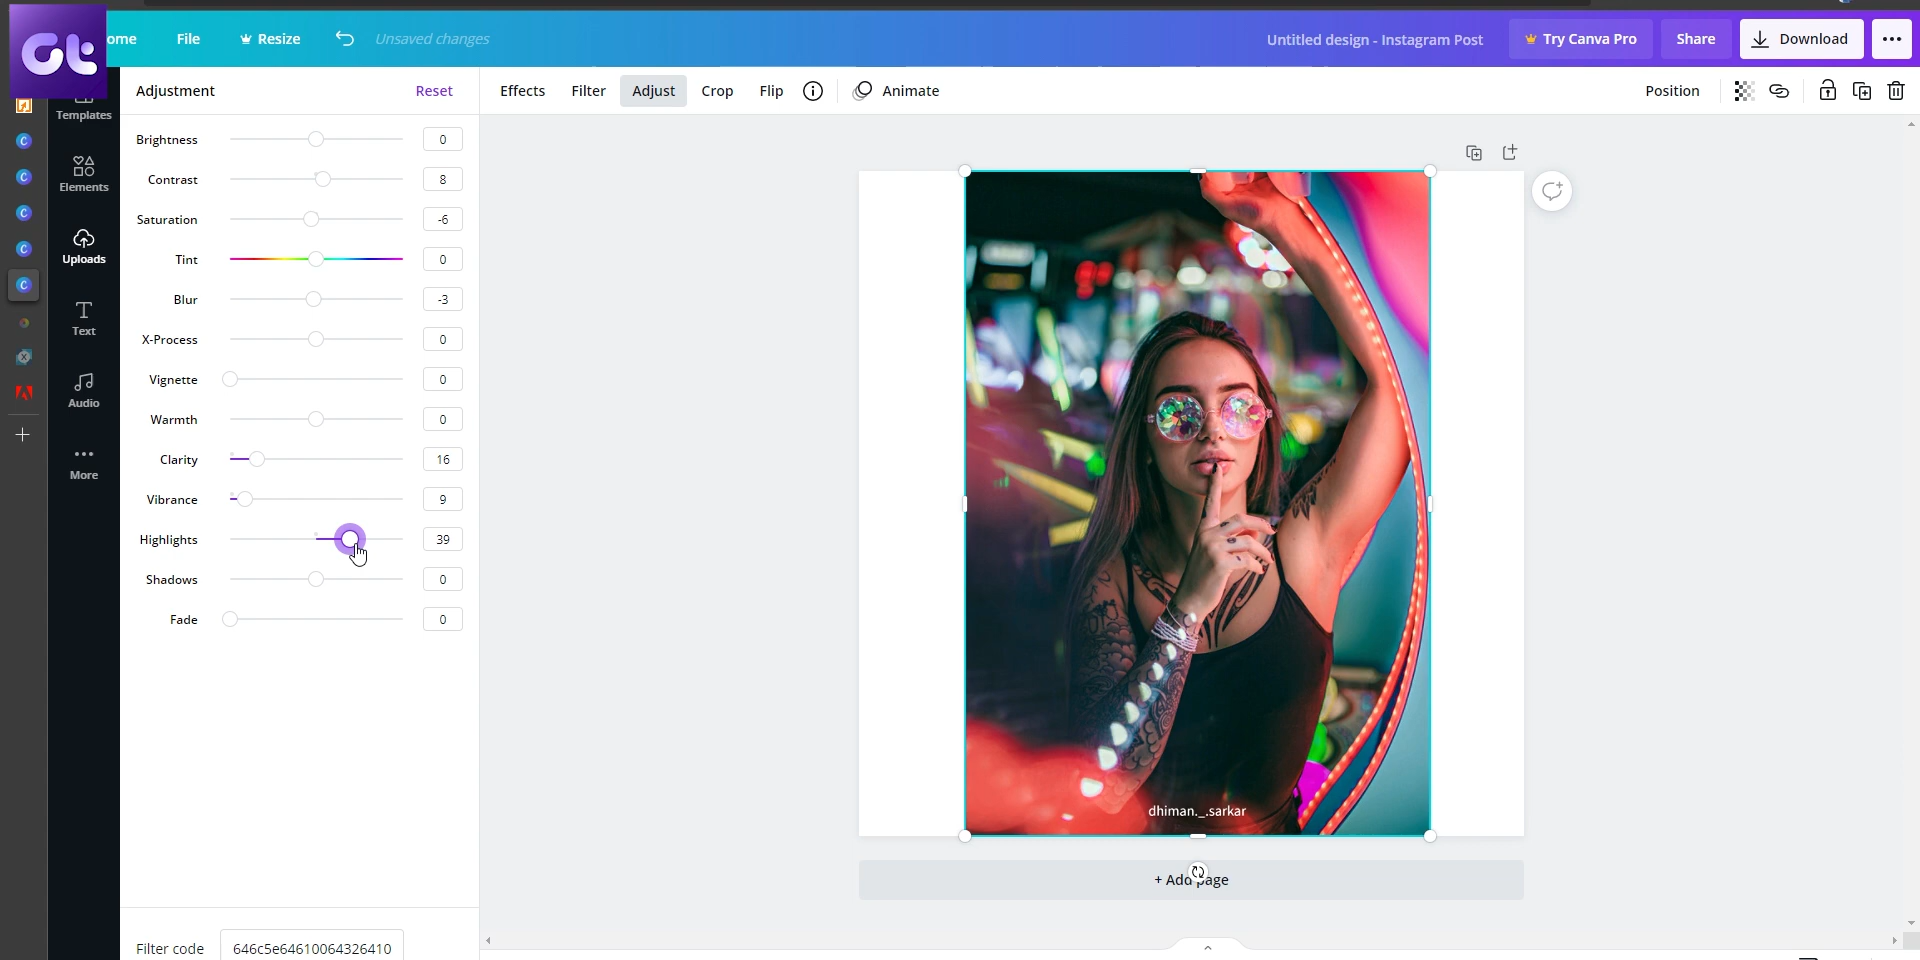 Gt
ome File Resize Unsaved changes Untitled design - Instagram Post Try Canva Pro Share Download
Adjustment Reset Effects Filter Adjust Crop Flip Animate Position
Templates
Elements
Uploads
Text
Audio
More
Brightness 0
Contrast 8
Saturation -6
Tint 0
Blur -3
X-Process 0
Vignette 0
Warmth 0
Clarity 16
Vibrance 9
Highlights 39
Shadows 0
Fade 0
dhiman._.sarkar
+ Add page
Filter code 646c5e64610064326410